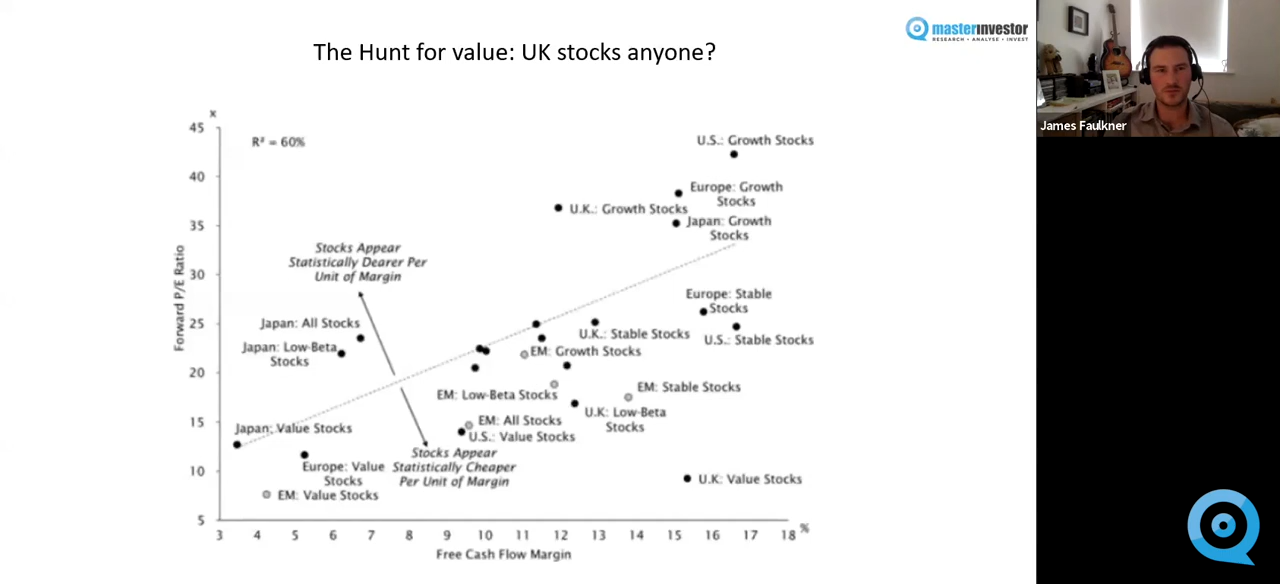 The Hunt for value: UK stocks anyone?
masterinvestor
RESEARCH • ANALYSE • INVEST
James Faulkner
x
45
40
35
30
25
20
15
10
5
Forward P/E Ratio
R² = 60%
U.S.: Growth Stocks
Europe: Growth
Stocks
U.K.: Growth Stocks
Japan: Growth
Stocks
Stocks Appear
Statistically Dearer Per
Unit of Margin
Europe: Stable
Stocks
Japan: All Stocks
U.K.: Stable Stocks
U.S.: Stable Stocks
Japan: Low-Beta
Stocks
EM: Growth Stocks
EM: Low-Beta Stocks
EM: Stable Stocks
U.K: Low-Beta
Stocks
EM: All Stocks
Japan: Value Stocks
U.S.: Value Stocks
Stocks Appear
Statistically Cheaper
Per Unit of Margin
Europe: Value
Stocks
U.K: Value Stocks
EM: Value Stocks
3 4 5 6 7 8 9 10 11 12 13 14 15 16 17 18 %
Free Cash Flow Margin